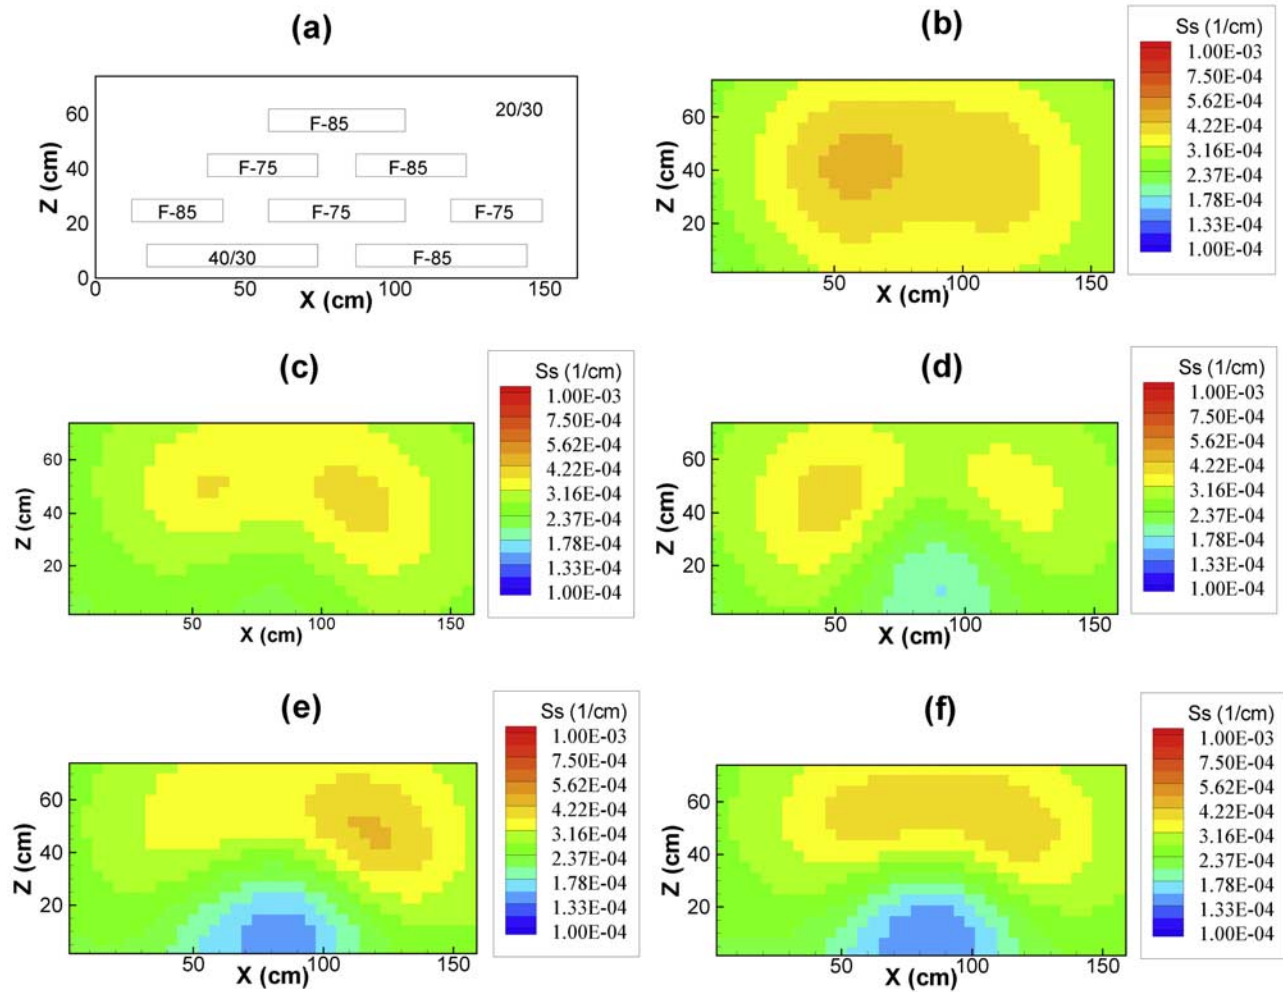 (a)
60
40
20
0
Z (cm)
F-85
20/30
F-75
F-85
F-85
F-75
F-75
40/30
F-85
0
50
100
150
X (cm)
(b)
60
40
20
Z (cm)
50
100
150
X (cm)
Ss (1/cm)
1.00E-03
7.50E-04
5.62E-04
4.22E-04
3.16E-04
2.37E-04
1.78E-04
1.33E-04
1.00E-04
(c)
60
40
20
Z (cm)
50
100
150
X (cm)
Ss (1/cm)
1.00E-03
7.50E-04
5.62E-04
4.22E-04
3.16E-04
2.37E-04
1.78E-04
1.33E-04
1.00E-04
(d)
60
40
20
Z (cm)
50
100
150
X (cm)
Ss (1/cm)
1.00E-03
7.50E-04
5.62E-04
4.22E-04
3.16E-04
2.37E-04
1.78E-04
1.33E-04
1.00E-04
(e)
60
40
20
Z (cm)
50
100
150
X (cm)
Ss (1/cm)
1.00E-03
7.50E-04
5.62E-04
4.22E-04
3.16E-04
2.37E-04
1.78E-04
1.33E-04
1.00E-04
(f)
60
40
20
Z (cm)
50
100
150
X (cm)
Ss (1/cm)
1.00E-03
7.50E-04
5.62E-04
4.22E-04
3.16E-04
2.37E-04
1.78E-04
1.33E-04
1.00E-04